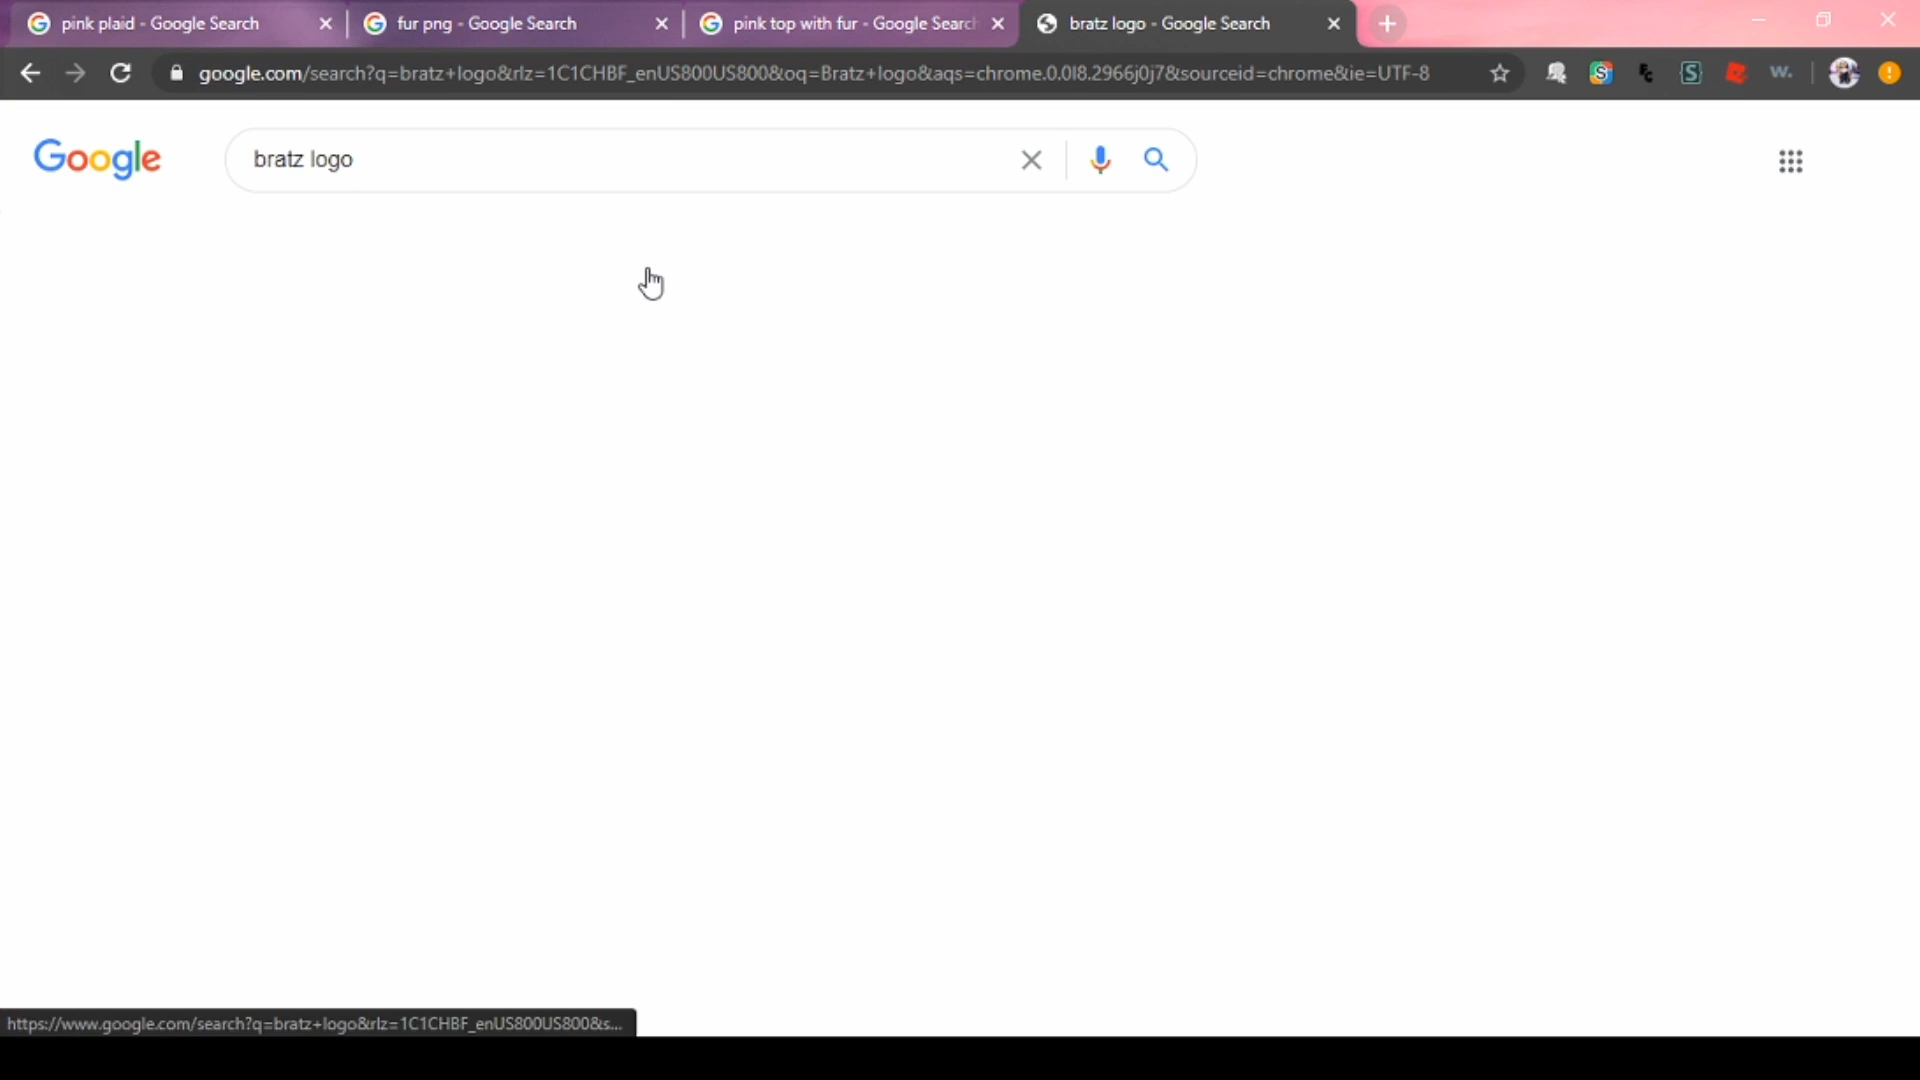 pink plaid - Google Search
fur png - Google Search
pink top with fur - Google Search
bratz logo - Google Search
google.com/search?q=bratz+logo&rlz=1C1CHBF_enUS800US800&oq=Bratz+logo&aqs=chrome.0.0l8.2966j0j7&sourceid=chrome&ie=UTF-8
Google
bratz logo
https://www.google.com/search?q=bratz+logo&rlz=1C1CHBF_enUS800US800&s...